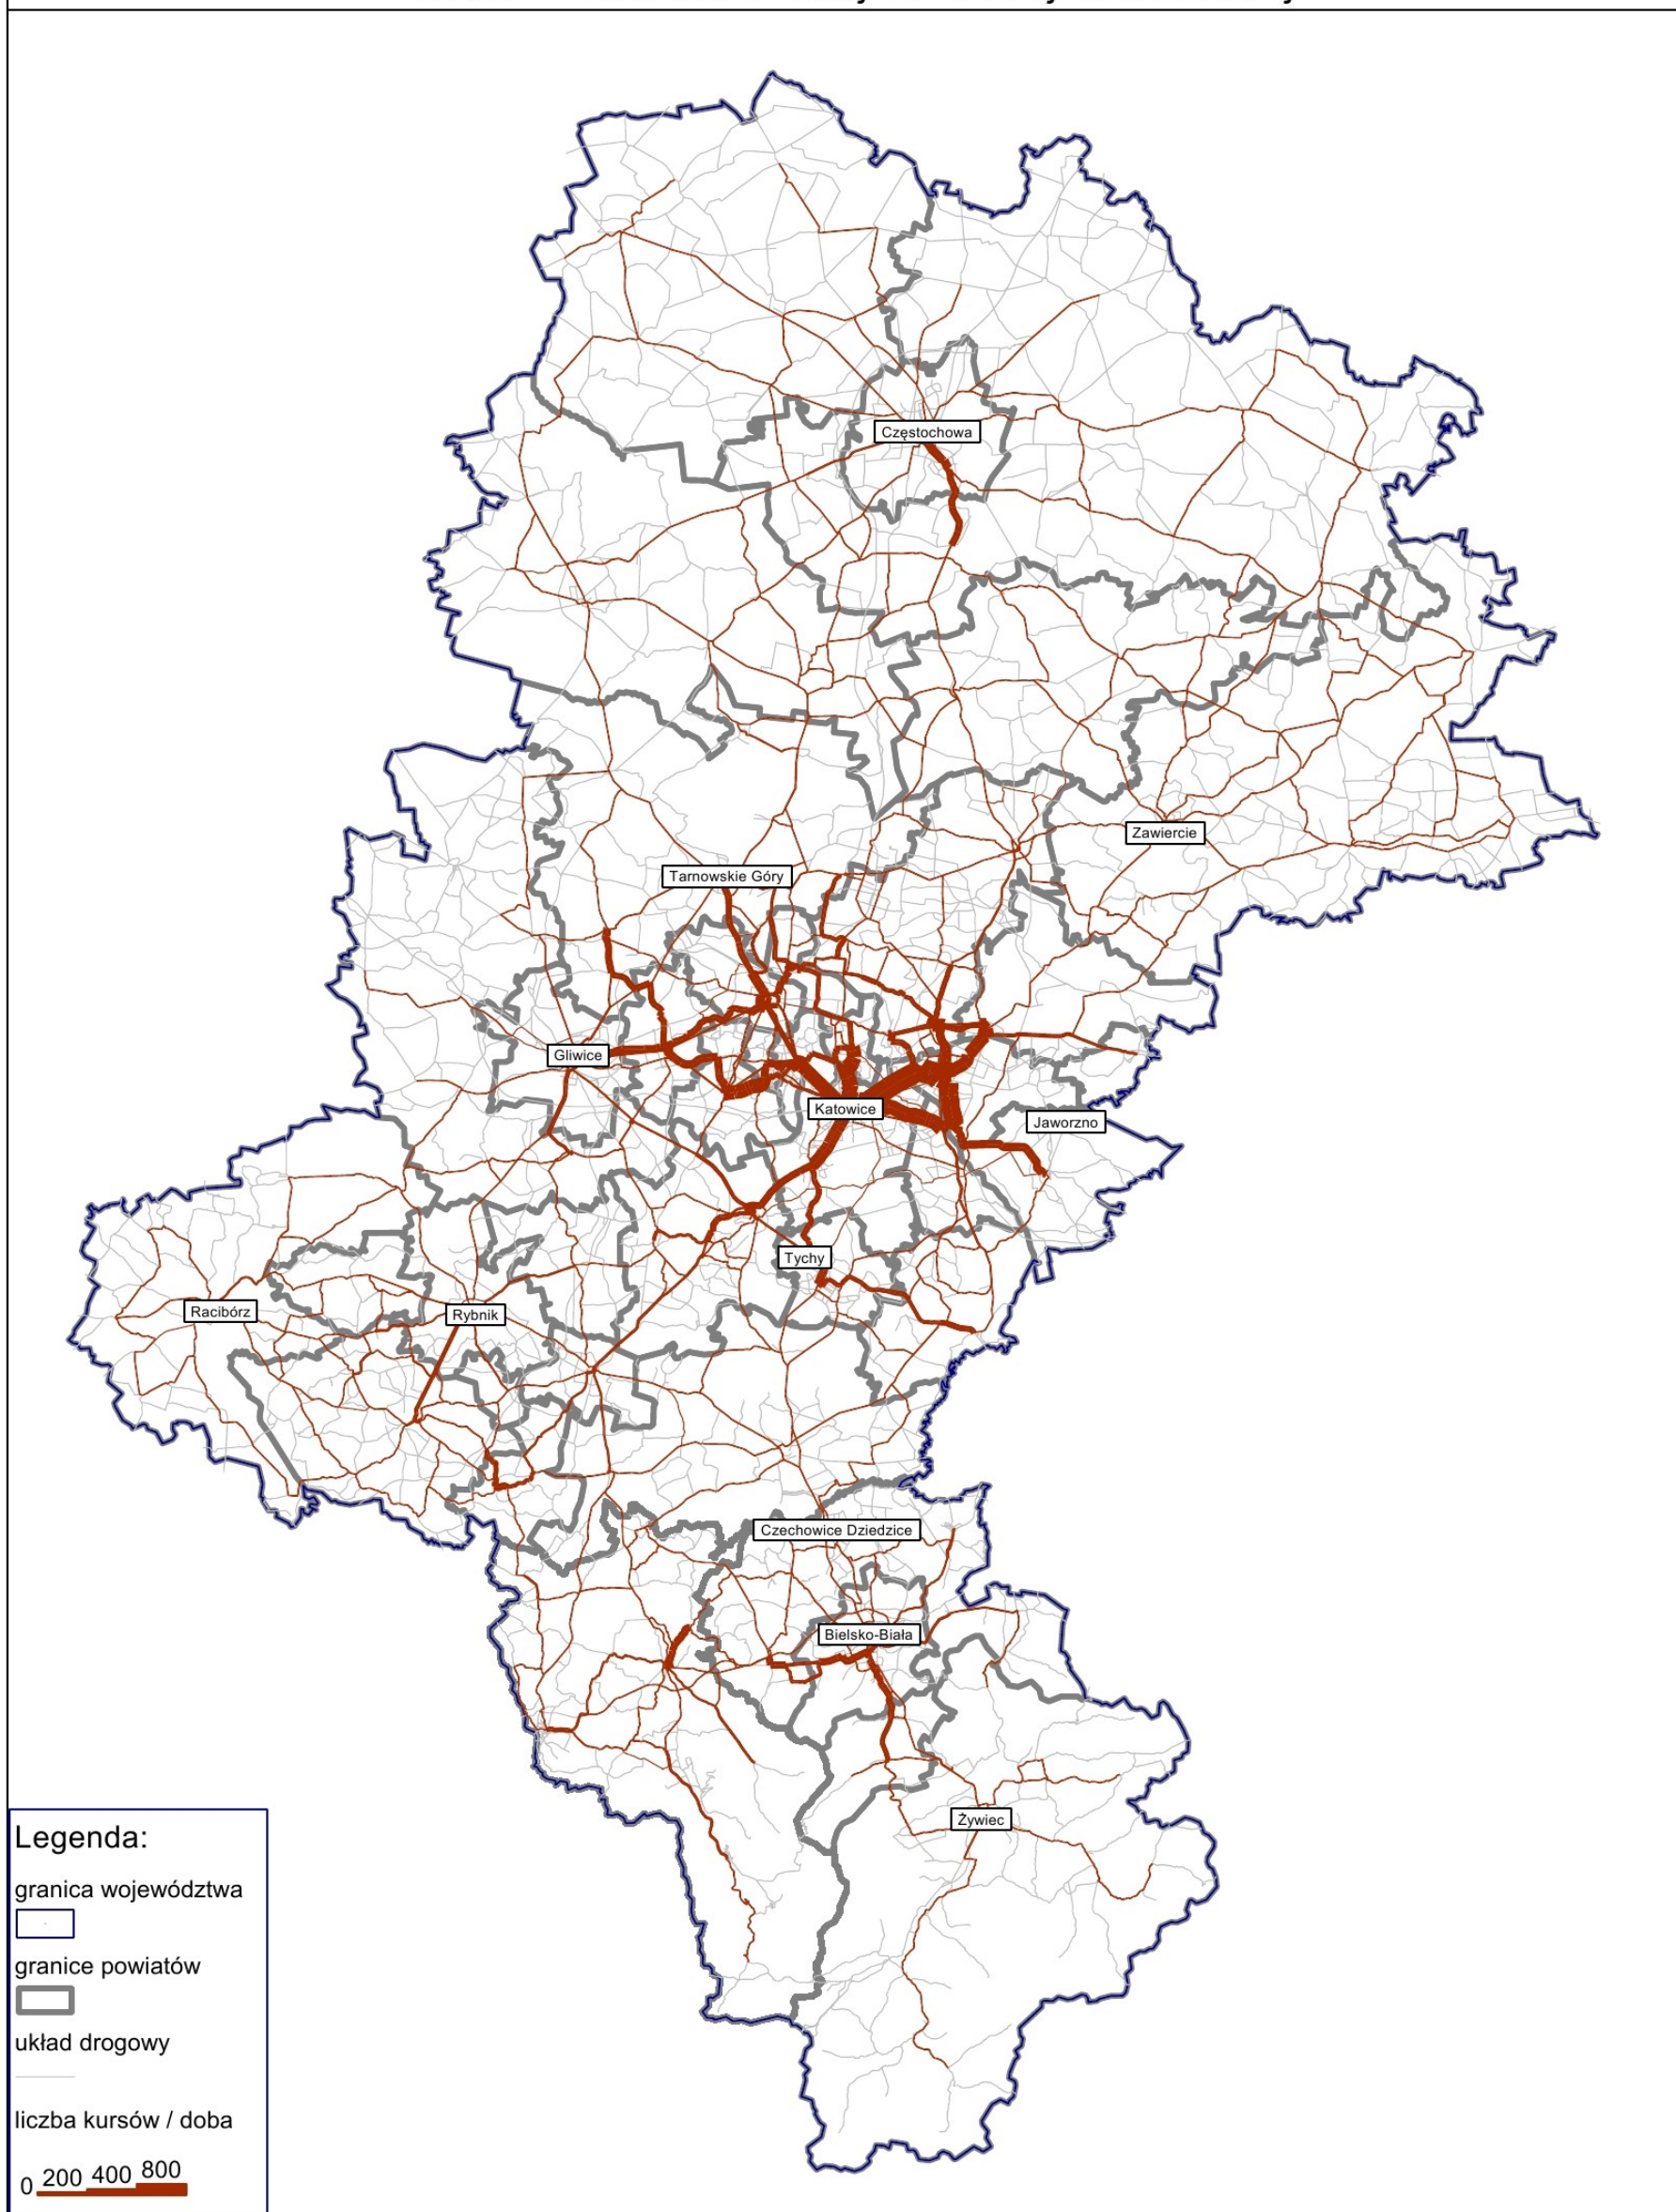 Częstochowa
Zawiercie
Tarnowskie Góry
Gliwice
Katowice
Jaworzno
Tychy
Racibórz
Rybnik
Czechowice Dziedzice
Bielsko-Biała
Żywiec
Legenda:
granica województwa
granice powiatów
układ drogowy
liczba kursów / doba
0 200 400 800